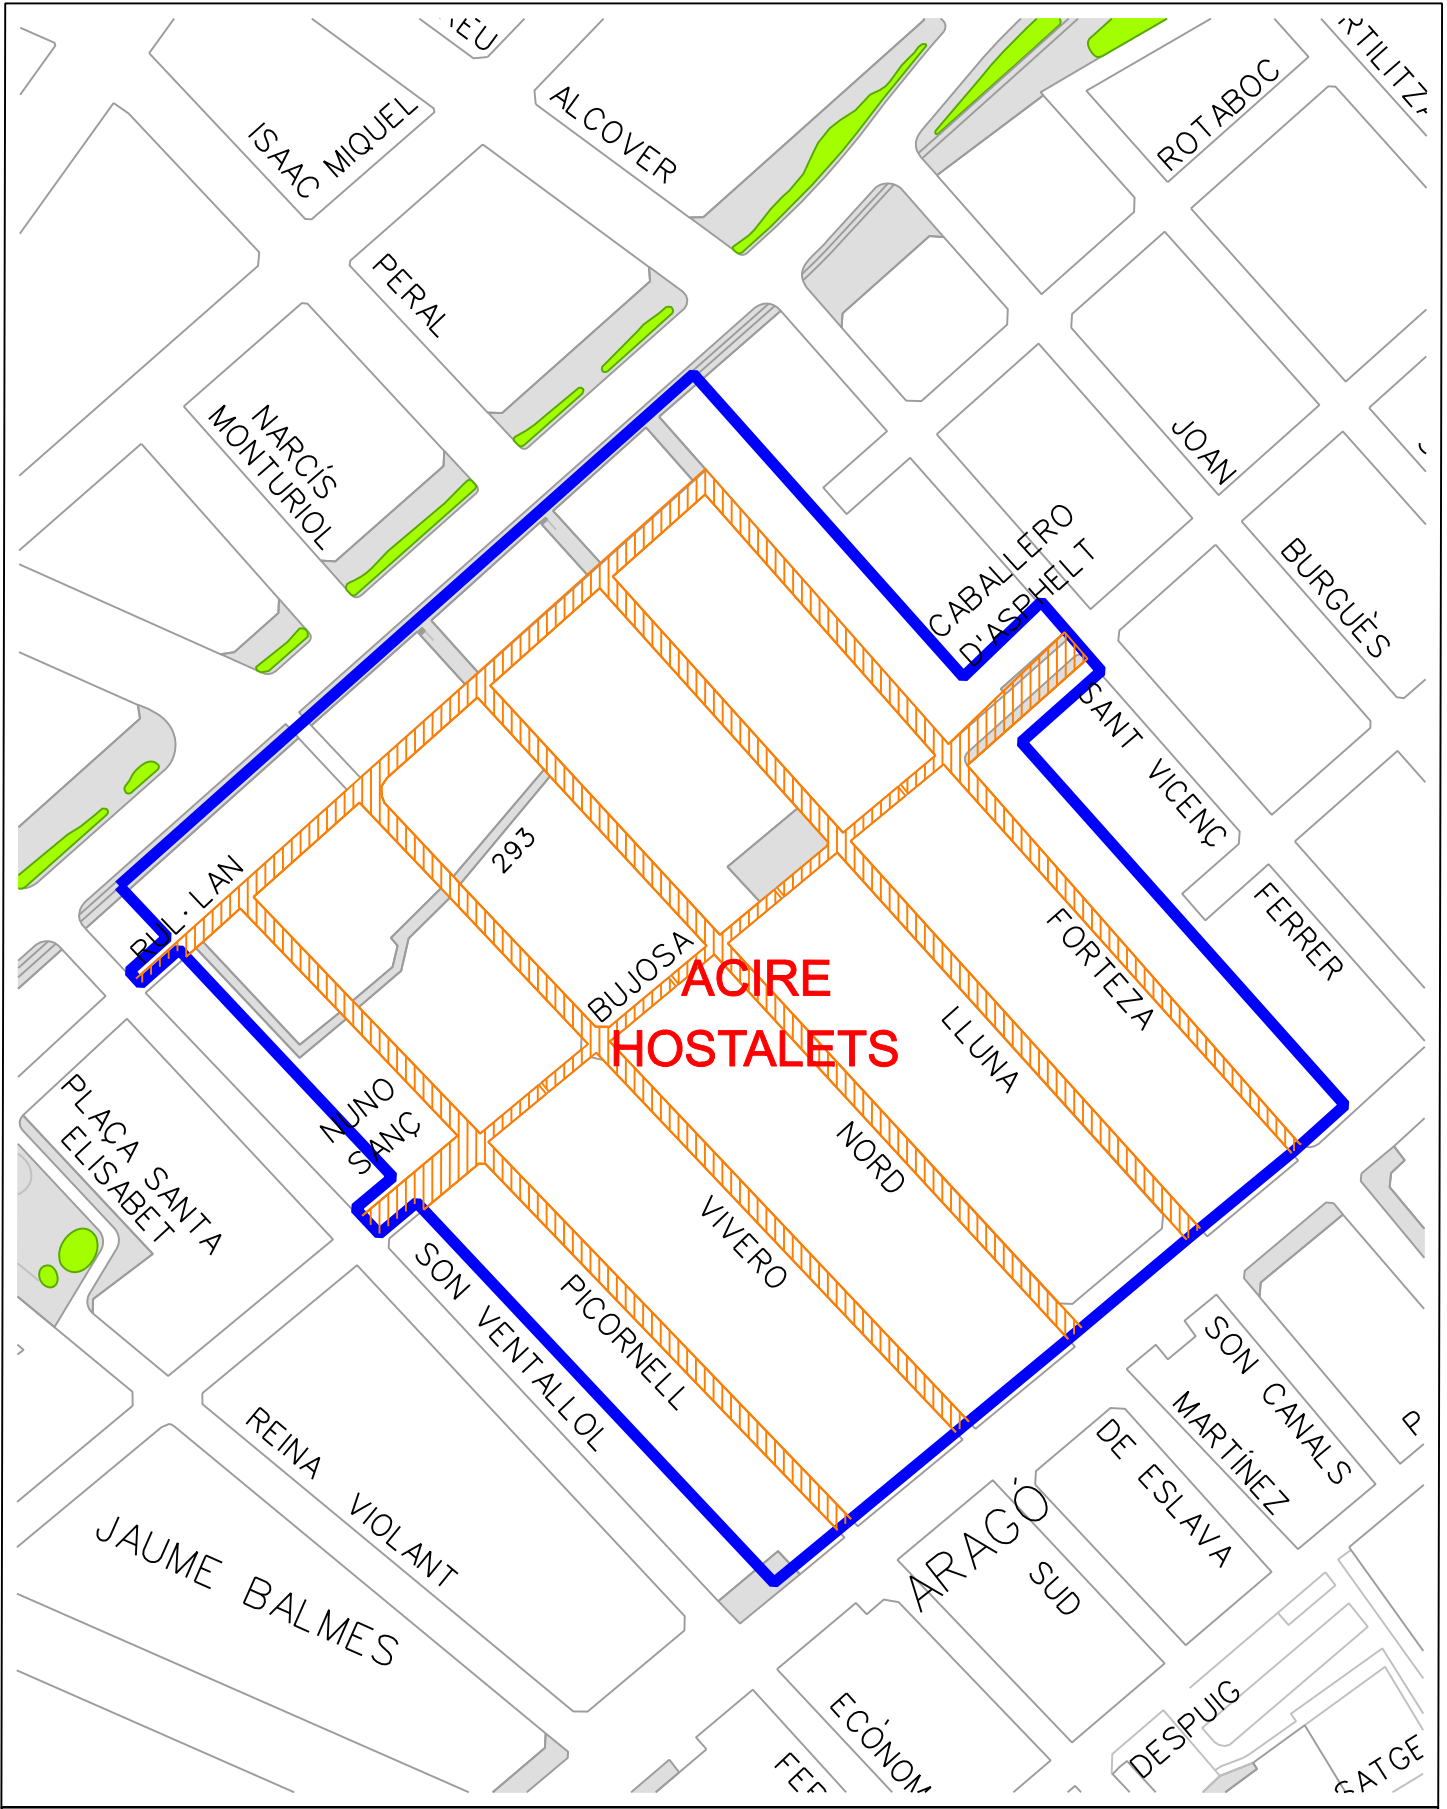 ALCOVER
ROTABOC
ISAAC
MIQUEL
PERAL
NARCÍS
MONTURIOL
JOAN
CABALLERO
D'ASPHELT
BURGUÈS
SANT VICENÇ
293
RUL·LAN
FERRER
FORTEZA
BUJOSA
ACIRE
HOSTALETS
LLUNA
PLAÇA SANTA
ELISABET
NUNO
SANÇ
NORD
VIVERO
SON VENTALLOL
PICORNELL
SON CANALS
MARTÍNEZ
DE ESLAVA
REINA
VIOLANT
ARAGÓ
SUD
JAUME BALMES
DESPUIG
ECÓNOM
P